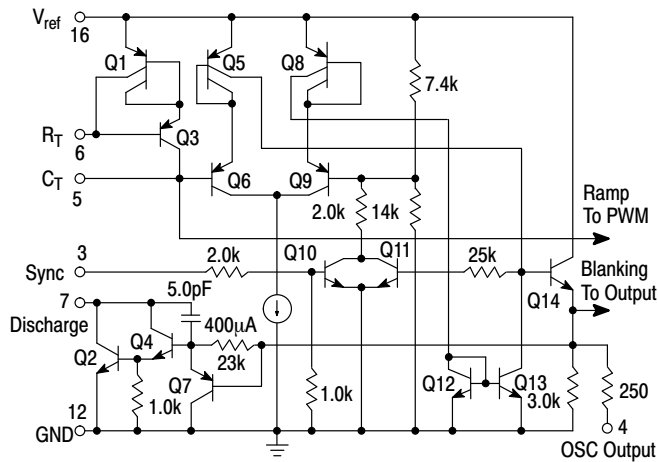 Vref
16
Q1
Q5
Q8
7.4k
RT
6
Q3
CT
5
Q6
Q9
2.0k
14k
Ramp
To PWM
3
Sync
2.0k
Q10
Q11
25k
Q14
Blanking
To Output
7
Discharge
5.0pF
400µA
Q4
23k
Q2
Q7
1.0k
1.0k
Q12
Q13
3.0k
250
12
GND
4
OSC Output